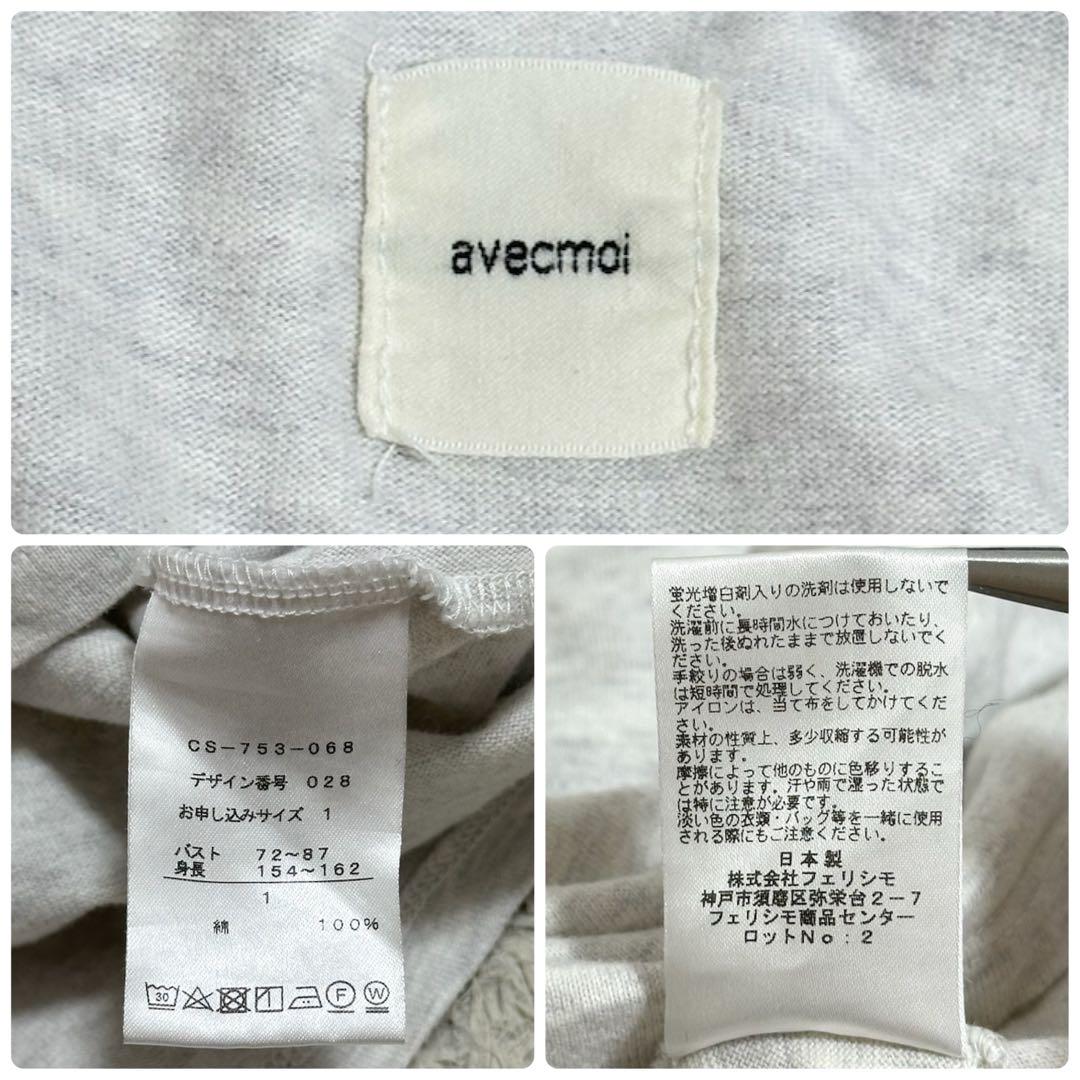 avecmoi
CS-753-068
デザイン番号 028
お申し込みサイズ 1
バスト 72~87
身長 154~162
1
綿 100%
30
F
W
蛍光増白剤入りの洗剤は使用しないで
ください。
洗濯前に長時間水につけておいたり、
洗った後ぬれたままで放置しないでく
ださい。
手絞りの場合は弱く、洗濯機での脱水
は短時間で処理してください。
アイロンは、当て布をしてかけてくだ
さい。
素材の性質上、多少収縮する可能性が
あります。
摩擦によって他のものに色移りするこ
とがあります。汗や雨で湿った状態で
は特に注意が必要です。
淡い色の衣類・バッグ等を一緒に使用
される際にもご注意ください。
日本製
株式会社フェリシモ
神戸市須磨区弥栄台2-7
フェリシモ商品センター
ロットNo:2